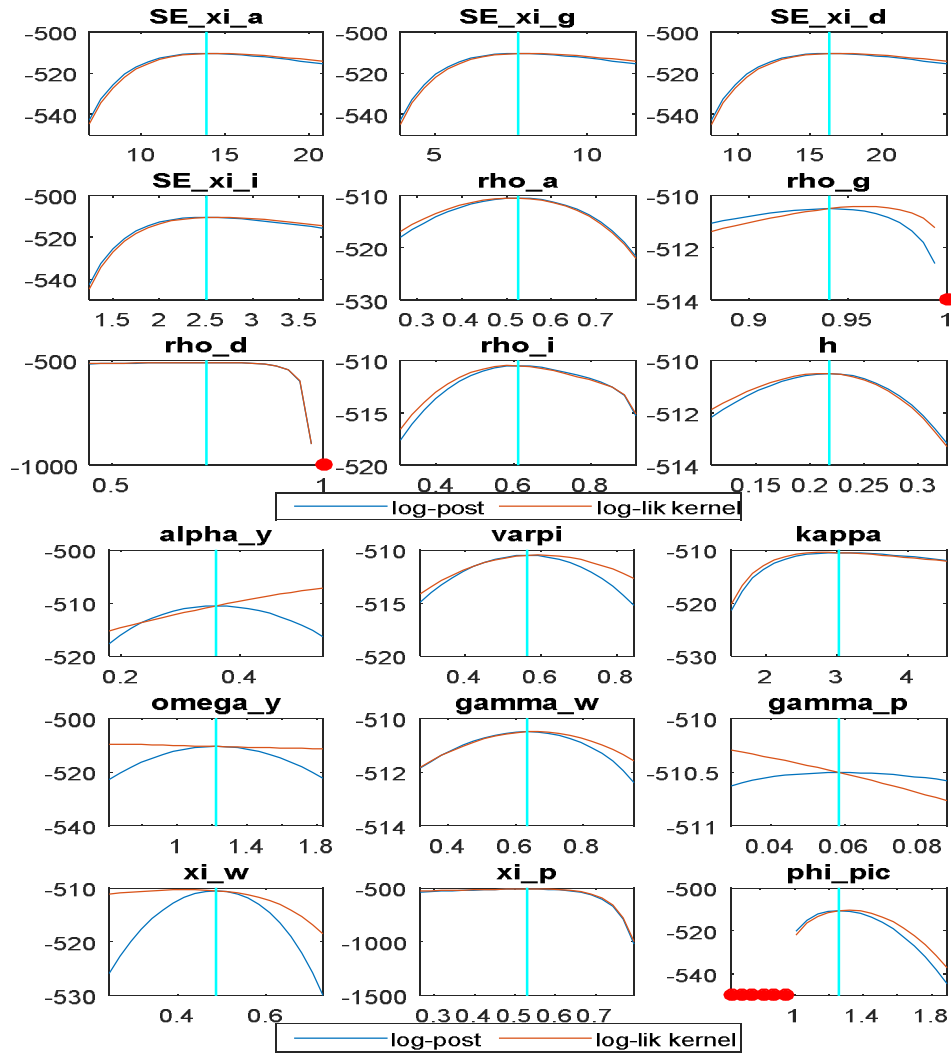 SE_xi_a SE_xi_g SE_xi_d
-500 -500 -500
-520 -520 -520
-540 -540 -540
10 15 20 5 10 10 15 20
SE_xi_i rho_a rho_g
-500 -510 -510
-520 -520 -512
-540 -530 -514
1.5 2 2.5 3 3.5 0.3 0.4 0.5 0.6 0.7 0.9 0.95 1
rho_d rho_i h
-500 -510 -510
-512
-1000 -520 -514
0.5 1 0.4 0.5 0.6 0.7 0.8 0.9 0.15 0.2 0.25 0.3
log-post log-lik kernel
alpha_y varpi kappa
-500 -510 -510
-510 -515 -520
-520 -520 -530
0.2 0.4 0.4 0.6 0.8 2 3 4
omega_y gamma_w gamma_p
-500 -510 -510
-520 -512 -510.5
-540 -514 -511
1 1.4 1.8 0.4 0.6 0.8 0.04 0.06 0.08
xi_w xi_p phi_pic
-510 -500 -500
-520 -1000 -520
-530 -1500 -540
0.4 0.6 0.3 0.4 0.5 0.6 0.7 1 1.4 1.8
log-post log-lik kernel